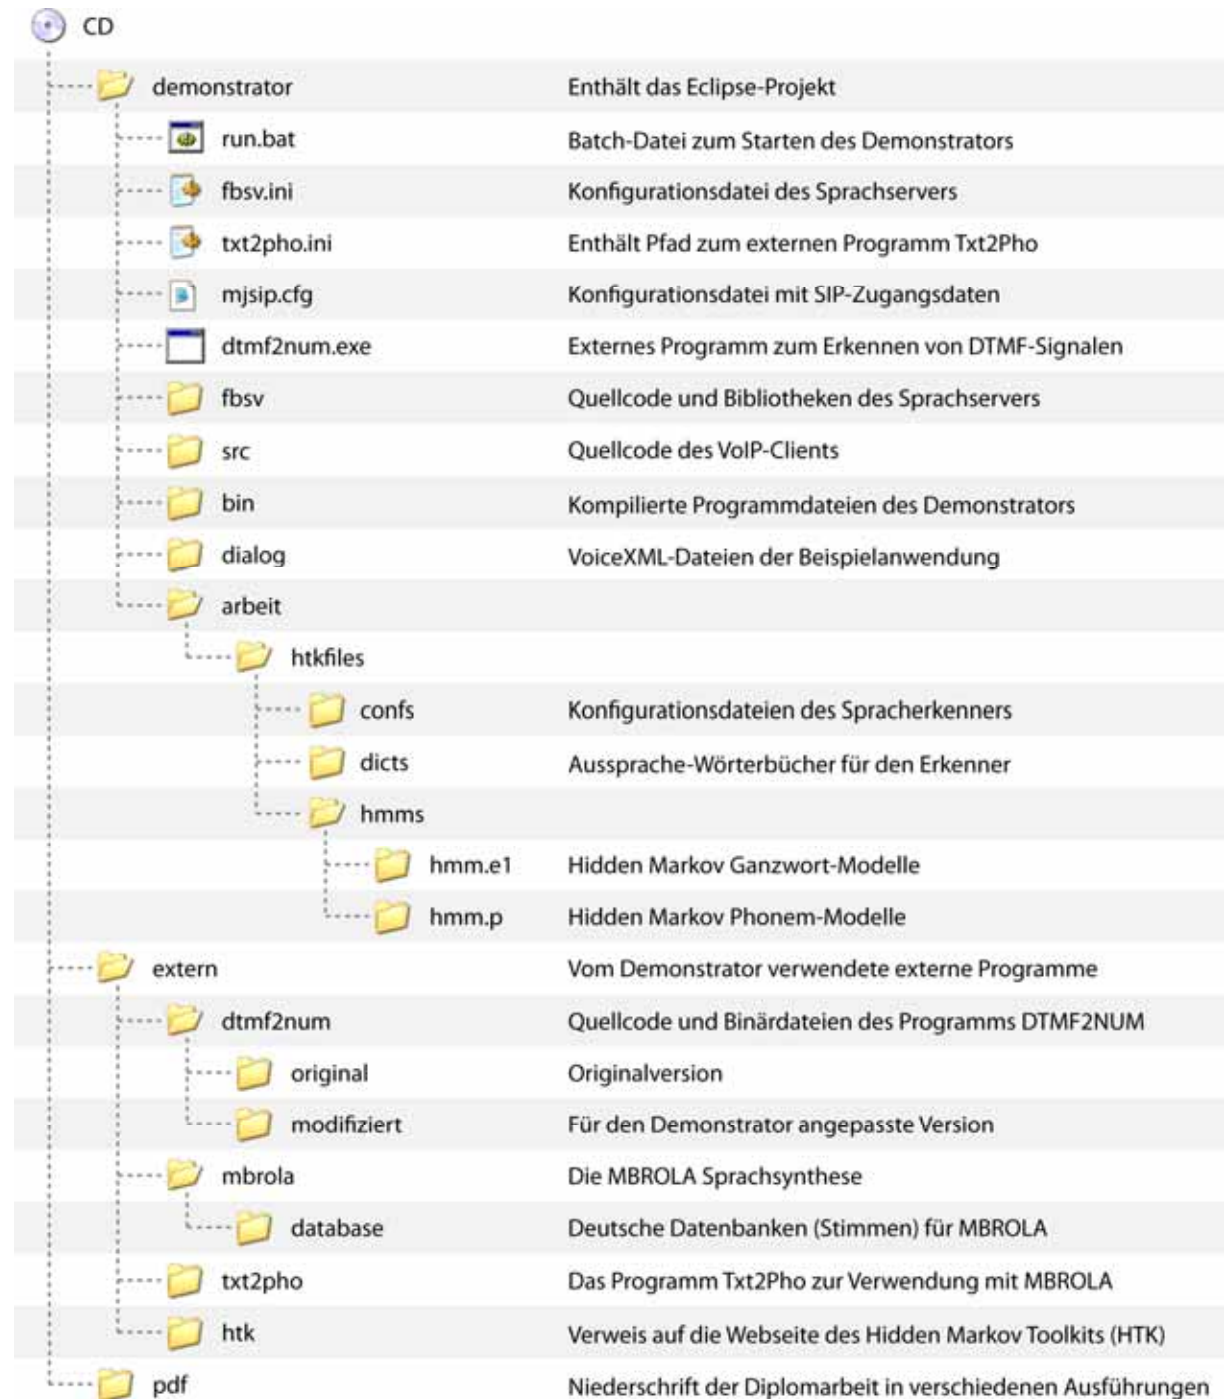 CD
demonstrator Enthält das Eclipse-Projekt
run.bat Batch-Datei zum Starten des Demonstrators
fbsv.ini Konfigurationsdatei des Sprachservers
txt2pho.ini Enthält Pfad zum externen Programm Txt2Pho
mjsip.cfg Konfigurationsdatei mit SIP-Zugangsdaten
dtmf2num.exe Externes Programm zum Erkennen von DTMF-Signalen
fbsv Quellcode und Bibliotheken des Sprachservers
src Quellcode des VoIP-Clients
bin Kompilierte Programmdateien des Demonstrators
dialog VoiceXML-Dateien der Beispielanwendung
arbeit
htkfiles
confs Konfigurationsdateien des Spracherkenners
dicts Aussprache-Wörterbücher für den Erkenner
hmms
hmm.e1 Hidden Markov Ganzwort-Modelle
hmm.p Hidden Markov Phonem-Modelle
extern Vom Demonstrator verwendete externe Programme
dtmf2num Quellcode und Binärdateien des Programms DTMF2NUM
original Originalversion
modifiziert Für den Demonstrator angepasste Version
mbrola Die MBROLA Sprachsynthese
database Deutsche Datenbanken (Stimmen) für MBROLA
txt2pho Das Programm Txt2Pho zur Verwendung mit MBROLA
htk Verweis auf die Webseite des Hidden Markov Toolkits (HTK)
pdf Niederschrift der Diplomarbeit in verschiedenen Ausführungen